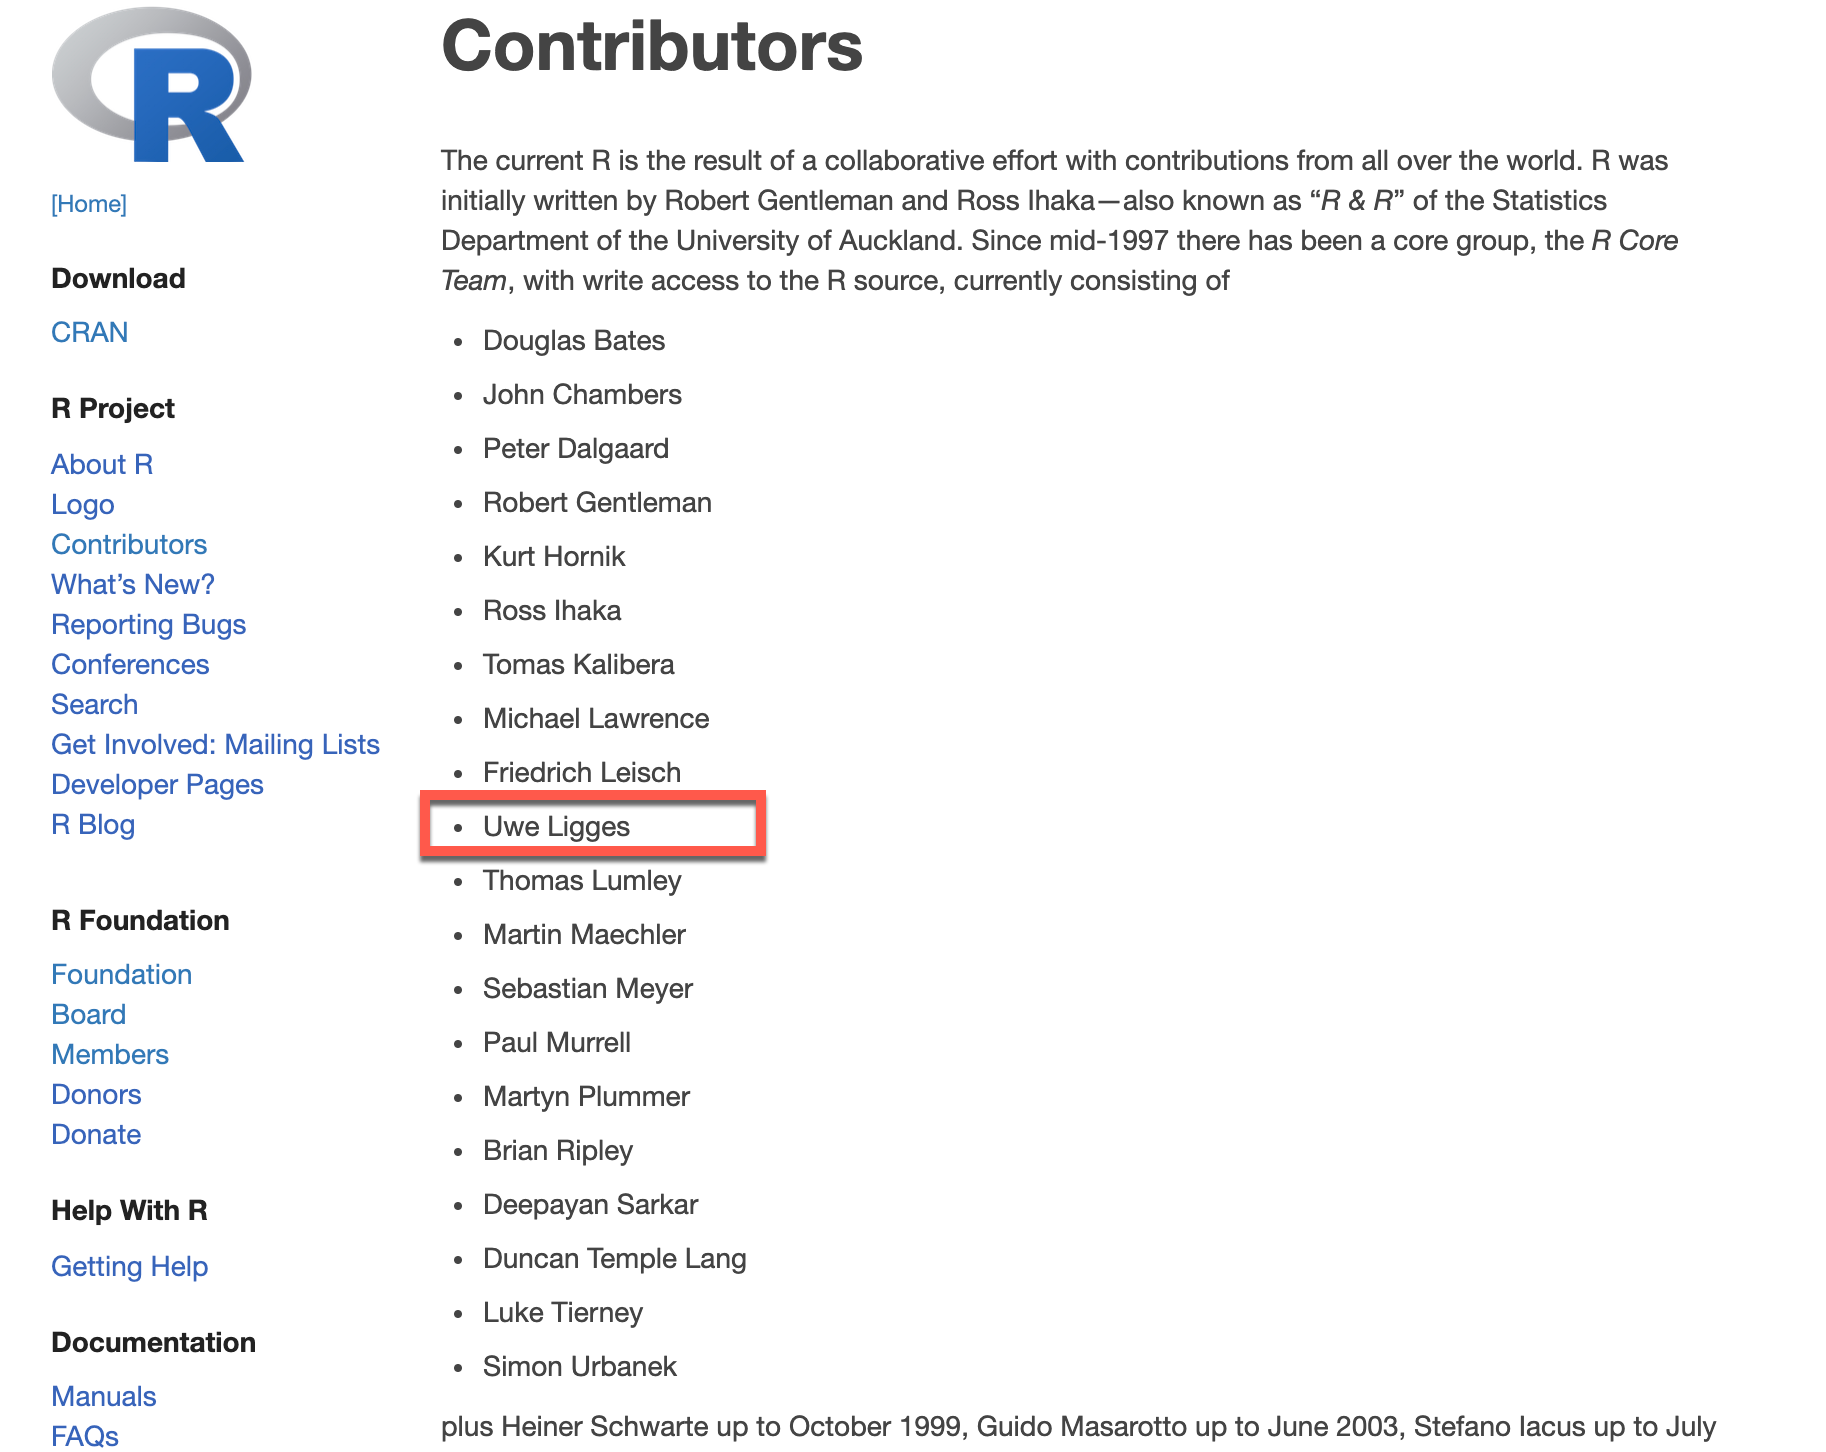 R
[Home]
Download
CRAN
R Project
About R
Logo
Contributors
What’s New?
Reporting Bugs
Conferences
Search
Get Involved: Mailing Lists
Developer Pages
R Blog
R Foundation
Foundation
Board
Members
Donors
Donate
Help With R
Getting Help
Documentation
Manuals
FAQs
Contributors
The current R is the result of a collaborative effort with contributions from all over the world. R was
initially written by Robert Gentleman and Ross Ihaka—also known as “R & R” of the Statistics
Department of the University of Auckland. Since mid-1997 there has been a core group, the R Core
Team, with write access to the R source, currently consisting of
• Douglas Bates
• John Chambers
• Peter Dalgaard
• Robert Gentleman
• Kurt Hornik
• Ross Ihaka
• Tomas Kalibera
• Michael Lawrence
• Friedrich Leisch
• Uwe Ligges
• Thomas Lumley
• Martin Maechler
• Sebastian Meyer
• Paul Murrell
• Martyn Plummer
• Brian Ripley
• Deepayan Sarkar
• Duncan Temple Lang
• Luke Tierney
• Simon Urbanek
plus Heiner Schwarte up to October 1999, Guido Masarotto up to June 2003, Stefano Iacus up to July